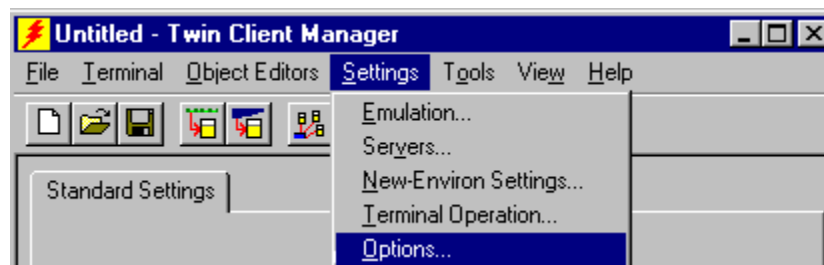 Untitled - Twin Client Manager
File Terminal Object Editors Settings Tools View Help
Emulation...
Servers...
New-Environ Settings...
Standard Settings
Terminal Operation...
Options...